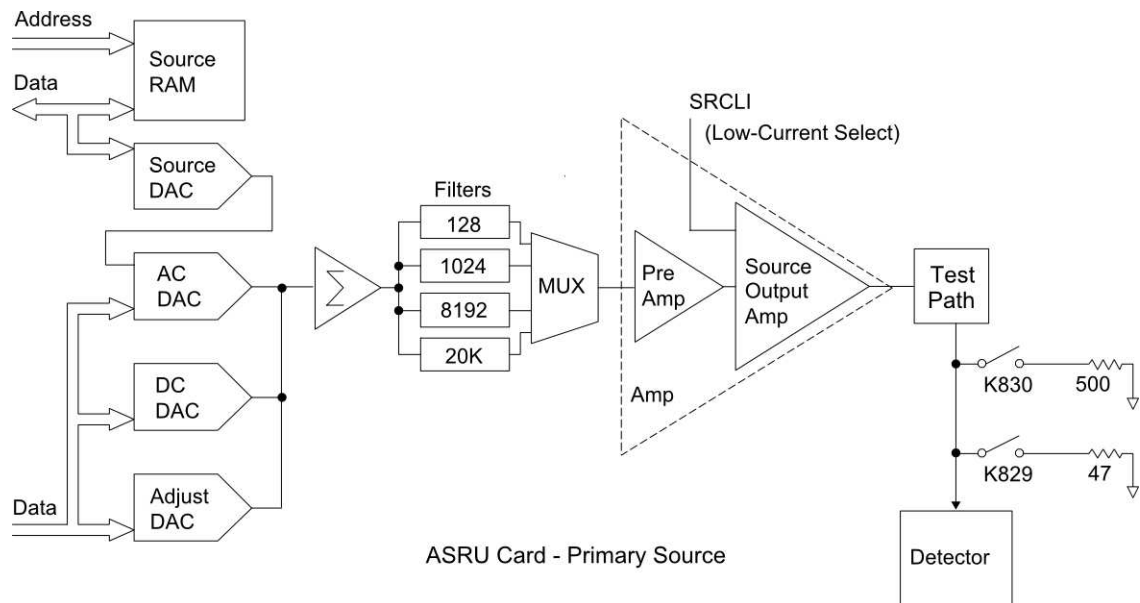 Address
Source
RAM
Data
Source
DAC
SRCLI
(Low-Current Select)
Filters
128
1024
8192
20K
MUX
AC
DAC
Σ
Pre
Amp
Source
Output
Amp
Amp
Test
Path
K830
500
DC
DAC
K829
47
Data
Adjust
DAC
Detector
ASRU Card - Primary Source